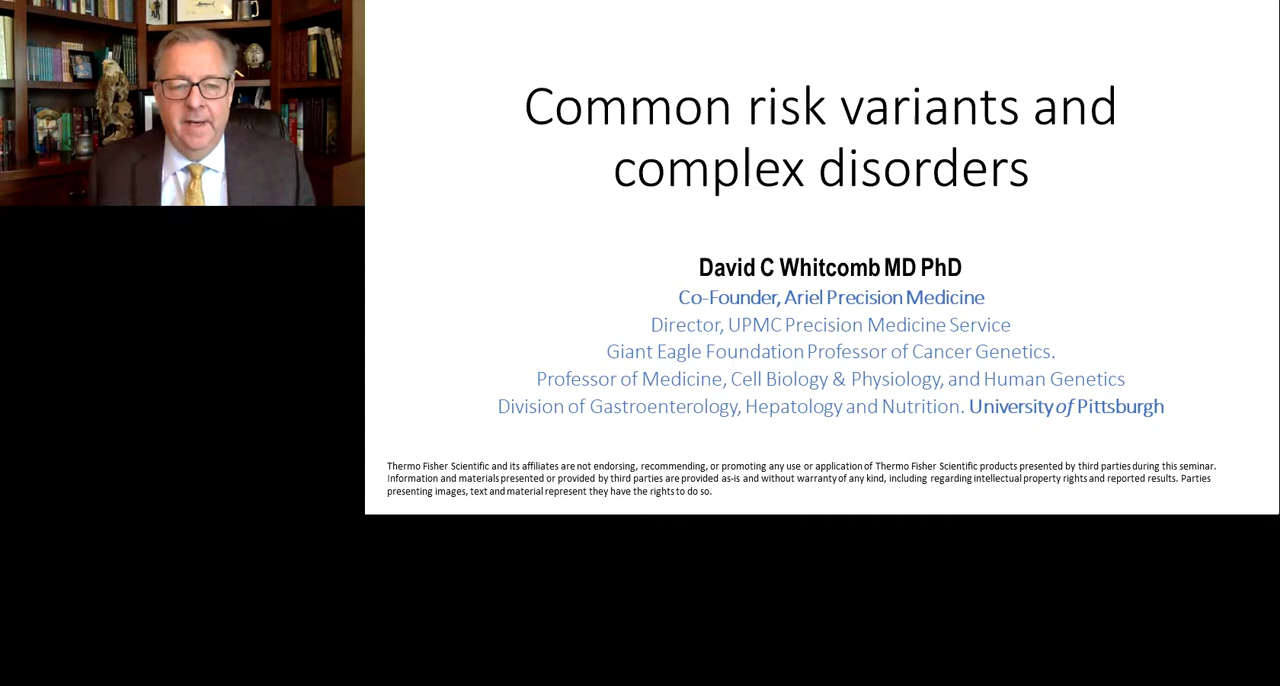 Common risk variants and
complex disorders
David C Whitcomb MD PhD
Co-Founder, Ariel Precision Medicine
Director, UPMC Precision Medicine Service
Giant Eagle Foundation Professor of Cancer Genetics.
Professor of Medicine, Cell Biology & Physiology, and Human Genetics
Division of Gastroenterology, Hepatology and Nutrition. University of Pittsburgh
Thermo Fisher Scientific and its affiliates are not endorsing, recommending, or promoting any use or application of Thermo Fisher Scientific products presented by third parties during this seminar.
Information and materials presented or provided by third parties are provided as-is and without warranty of any kind, including regarding intellectual property rights and reported results. Parties
presenting images, text and material represent they have the rights to do so.